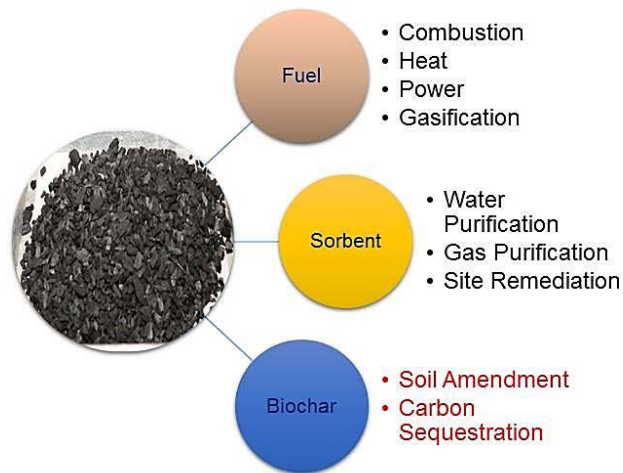 Fuel
• Combustion
• Heat
• Power
• Gasification
Sorbent
• Water
Purification
• Gas Purification
• Site Remediation
Biochar
• Soil Amendment
• Carbon
Sequestration